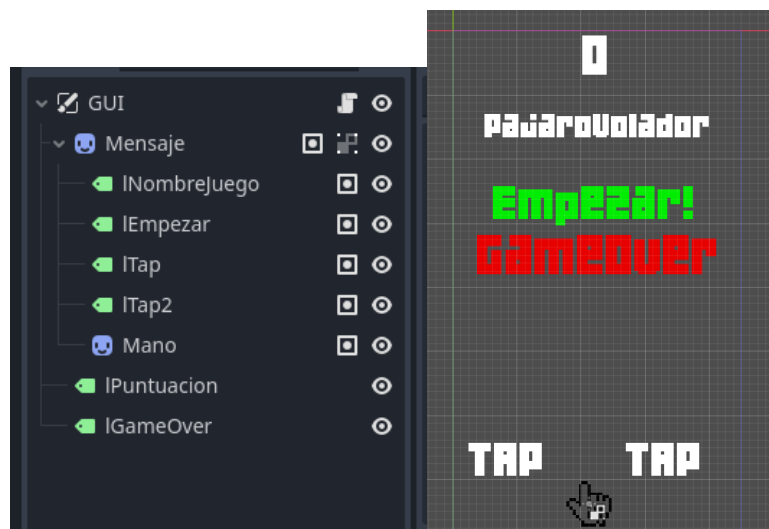 GUI
Mensaje
lNombreJuego
lEmpezar
lTap
lTap2
Mano
lPuntuacion
lGameOver
0
PajaroVolador
Empezar!
GameOver
TAP TAP